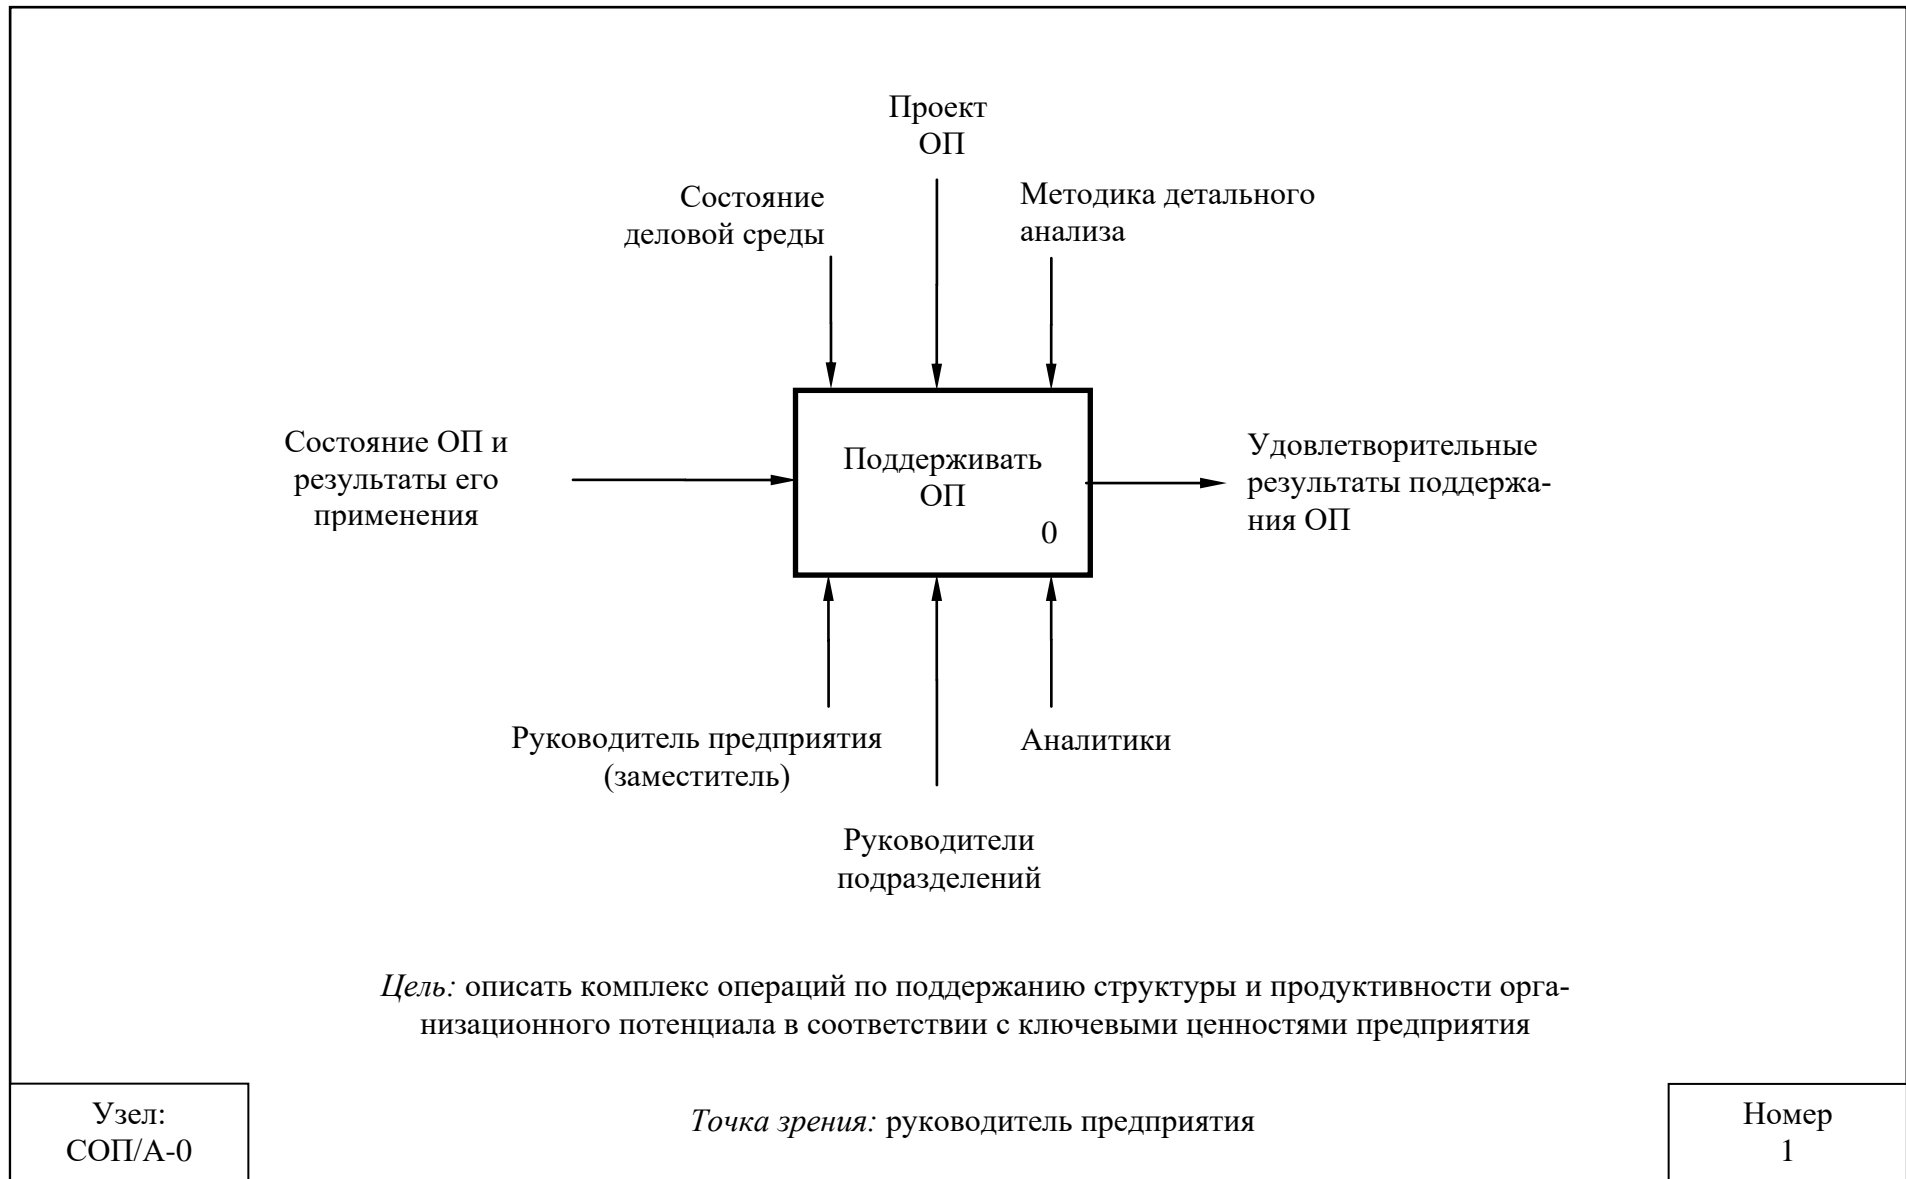 Проект
ОП
Состояние
деловой среды
Методика детального
анализа
Состояние ОП и
результаты его
применения
Поддерживать
ОП
0
Удовлетворительные
результаты поддержа-
ния ОП
Руководитель предприятия
(заместитель)
Аналитики
Руководители
подразделений
Цель: описать комплекс операций по поддержанию структуры и продуктивности орга-
низационного потенциала в соответствии с ключевыми ценностями предприятия
Узел:
СОП/А-0
Точка зрения: руководитель предприятия
Номер
1